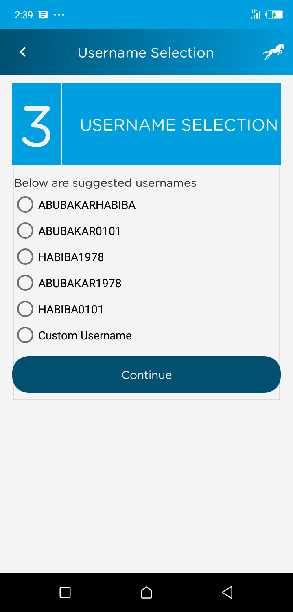 2:39
Username Selection
3
USERNAME SELECTION
Below are suggested usernames
ABUBAKARHABIBA
ABUBAKAR0101
HABIBA1978
ABUBAKAR1978
HABIBA0101
Custom Username
Continue